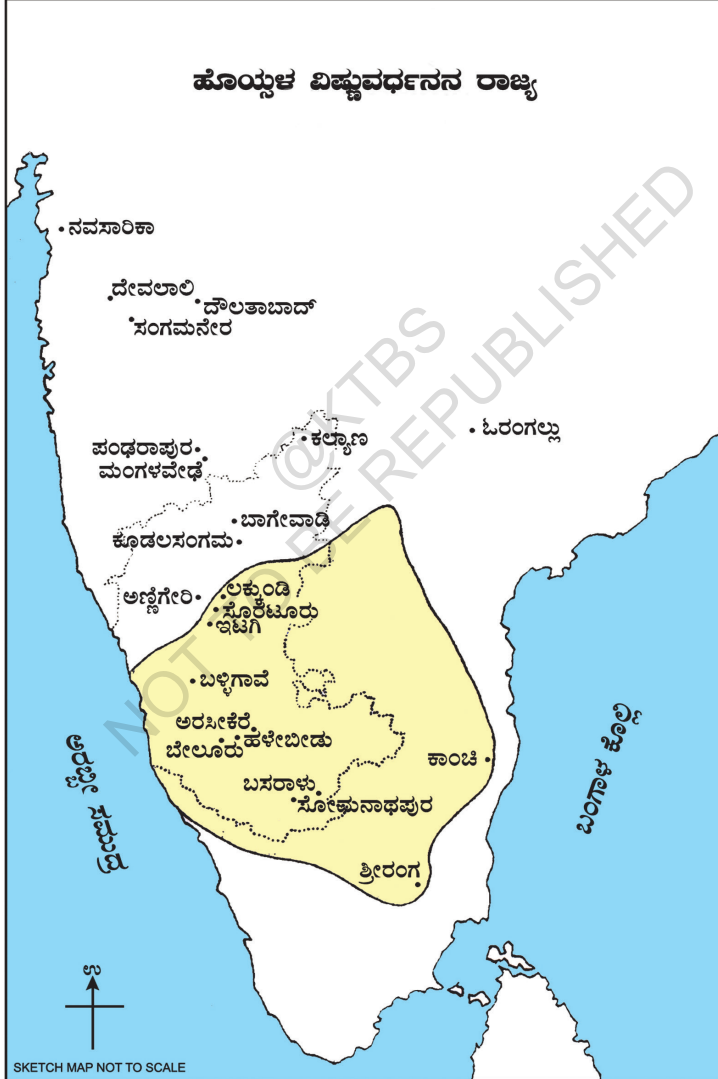 ಹೊಯ್ಸಳ ವಿಷ್ಣುವರ್ಧನನ ರಾಜ್ಯ
ನವಸಾರಿಕಾ
ದೇವಲಾಲಿ
ದೌಲತಾಬಾದ್
ಸಂಗಮನೇರ
ಓರಂಗಲ್ಲು
ಕಲ್ಯಾಣ
ಪಂಢರಾಪುರ
ಮಂಗಳವೇಢೆ
ಬಾಗೇವಾಡಿ
ಕೂಡಲಸಂಗಮ
ಲಕ್ಕುಂಡಿ
ಅಣ್ಣಿಗೇರಿ
ಸೊರಟೂರು
ಇಟಗಿ
ಬಳ್ಳಿಗಾವೆ
ಅರಸೀಕೆರೆ
ಬೇಲೂರು
ಹಳೇಬೀಡು
ಕಾಂಚಿ
ಬಸರಾಳು
ಸೋಮನಾಥಪುರ
ಶ್ರೀರಂಗ
ಅರಬ್ಬೀ ಸಮುದ್ರ
ಬಂಗಾಳ ಕೊಲ್ಲಿ
ಉ
SKETCH MAP NOT TO SCALE
@KTBS
NOT TO BE REPUBLISHED